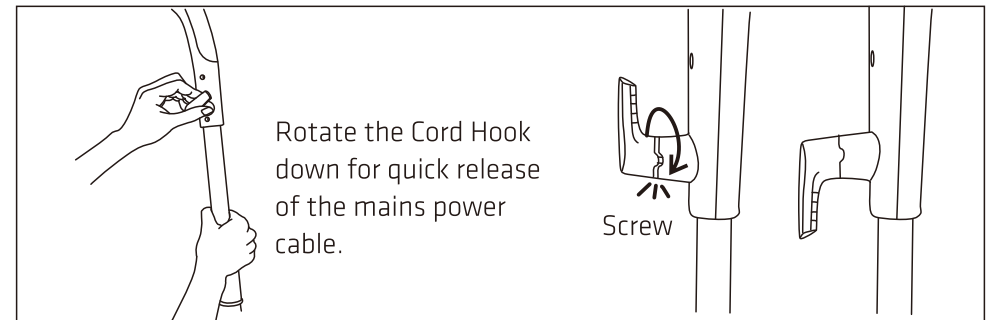 Rotate the Cord Hook
down for quick release
of the mains power
cable.
Screw